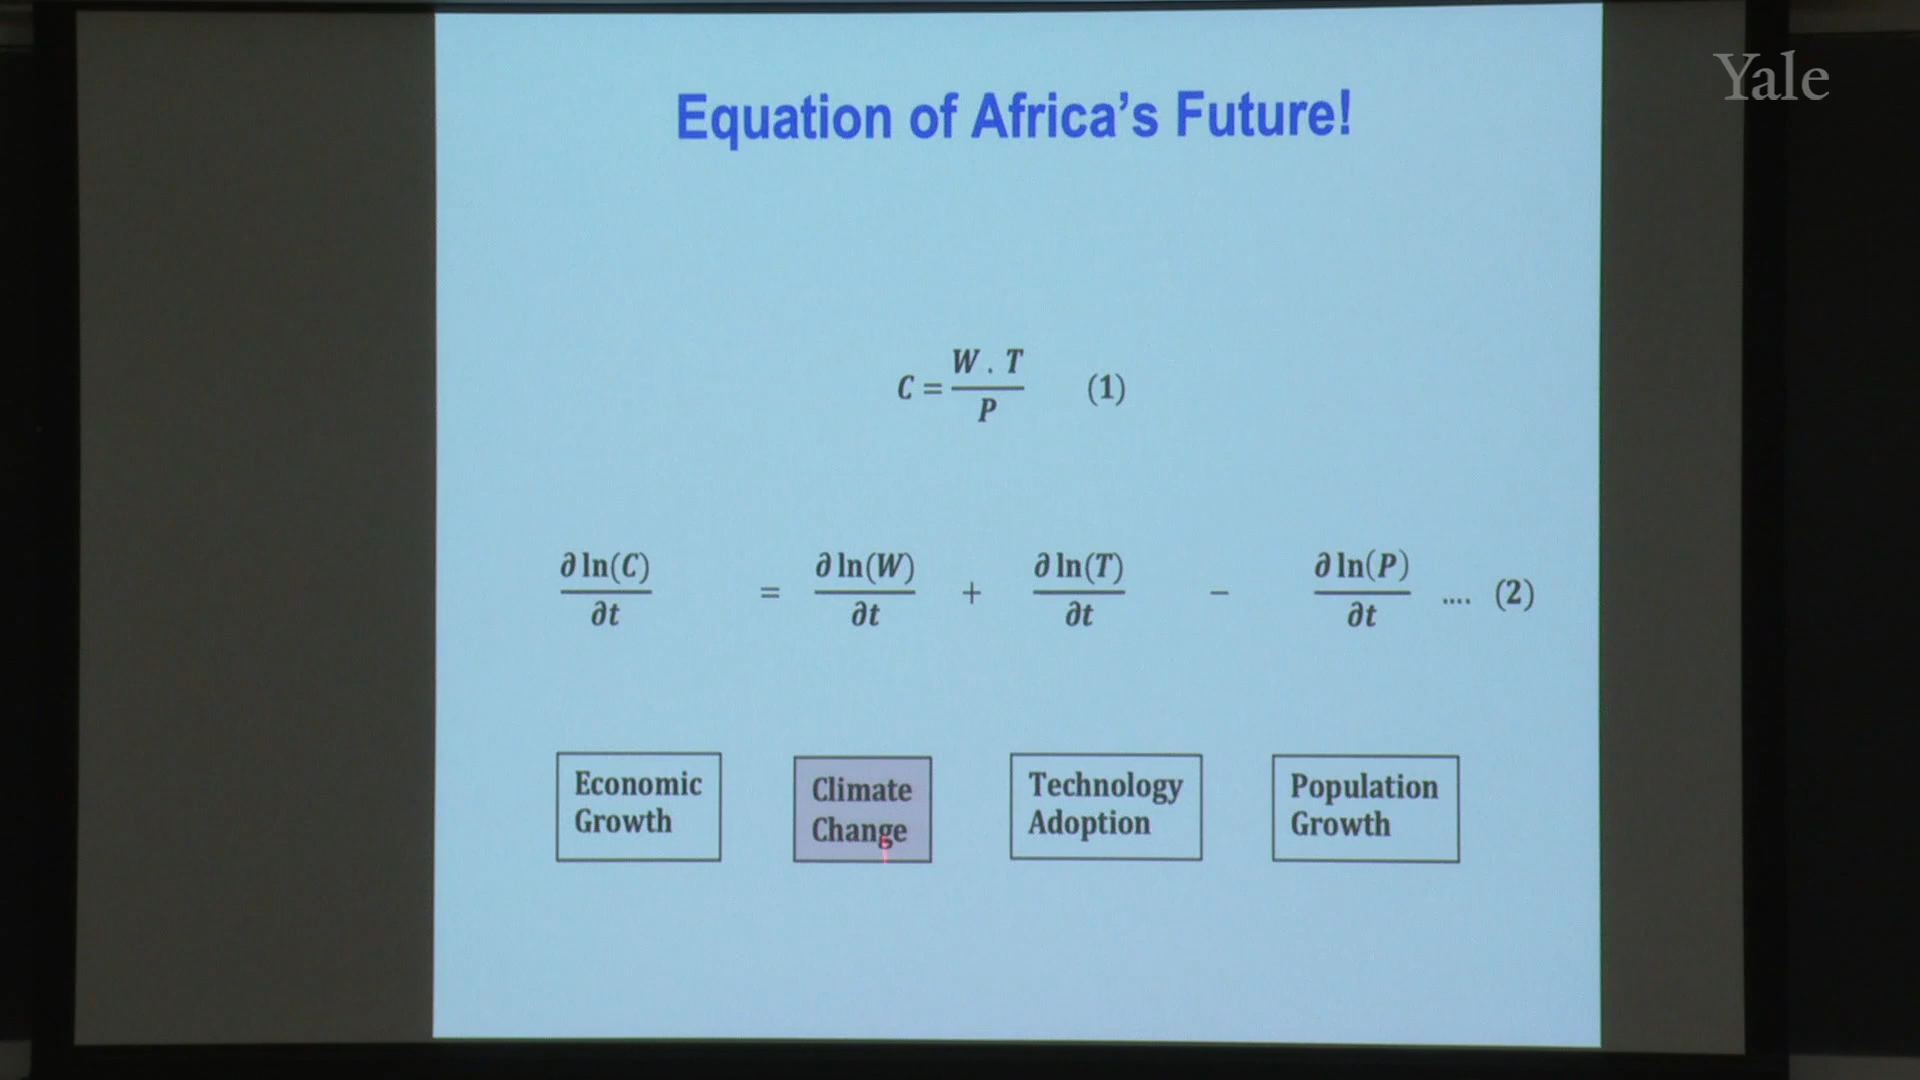 Yale
Equation of Africa's Future!
C = W . T / P (1)
∂ ln(C) / ∂t = ∂ ln(W) / ∂t + ∂ ln(T) / ∂t − ∂ ln(P) / ∂t .... (2)
Economic
Growth
Climate
Change
Technology
Adoption
Population
Growth